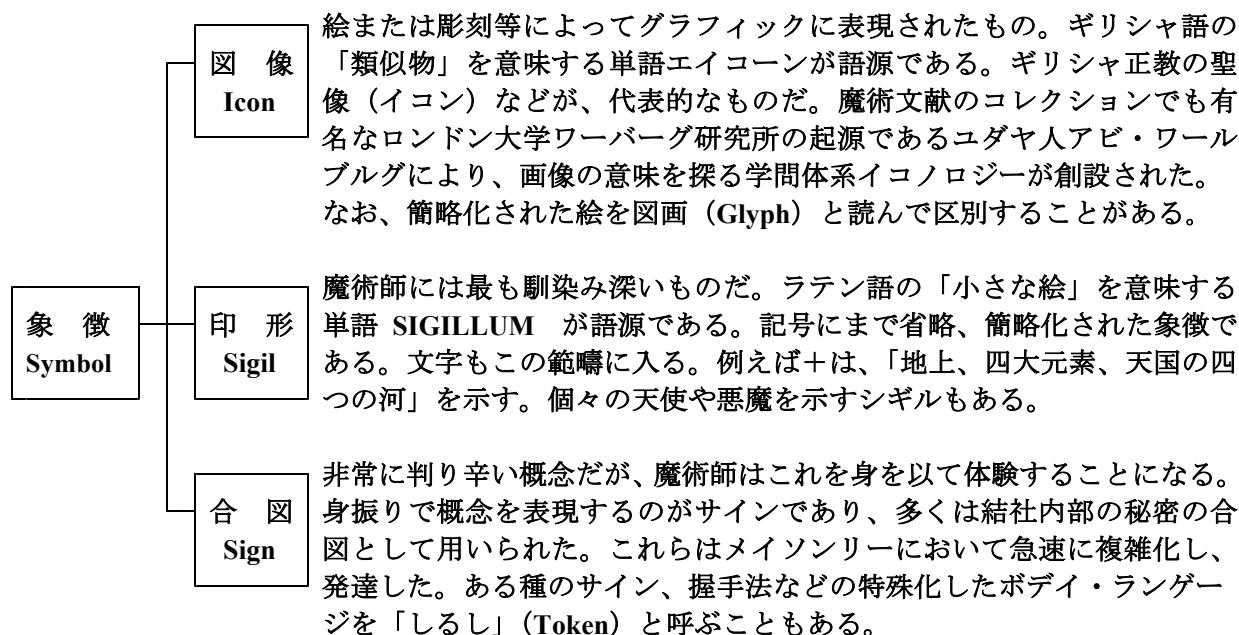 象　徴
Symbol
図　像
Icon
絵または彫刻等によってグラフィックに表現されたもの。ギリシャ語の
「類似物」を意味する単語エイコーンが語源である。ギリシャ正教の聖
像（イコン）などが、代表的なものだ。魔術文献のコレクションでも有
名なロンドン大学ワーバーグ研究所の起源であるユダヤ人アビ・ワール
ブルグにより、画像の意味を探る学問体系イコノロジーが創設された。
なお、簡略化された絵を図画（Glyph）と読んで区別することがある。
印　形
Sigil
魔術師には最も馴染み深いものだ。ラテン語の「小さな絵」を意味する
単語 SIGILLUM　が語源である。記号にまで省略、簡略化された象徴で
ある。文字もこの範疇に入る。例えば＋は、「地上、四大元素、天国の四
つの河」を示す。個々の天使や悪魔を示すシギルもある。
合　図
Sign
非常に判り辛い概念だが、魔術師はこれを身を以て体験することになる。
身振りで概念を表現するのがサインであり、多くは結社内部の秘密の合
図として用いられた。これらはメイソンリーにおいて急速に複雑化し、
発達した。ある種のサイン、握手法などの特殊化したボデイ・ランゲー
ジを「しるし」（Token）と呼ぶこともある。